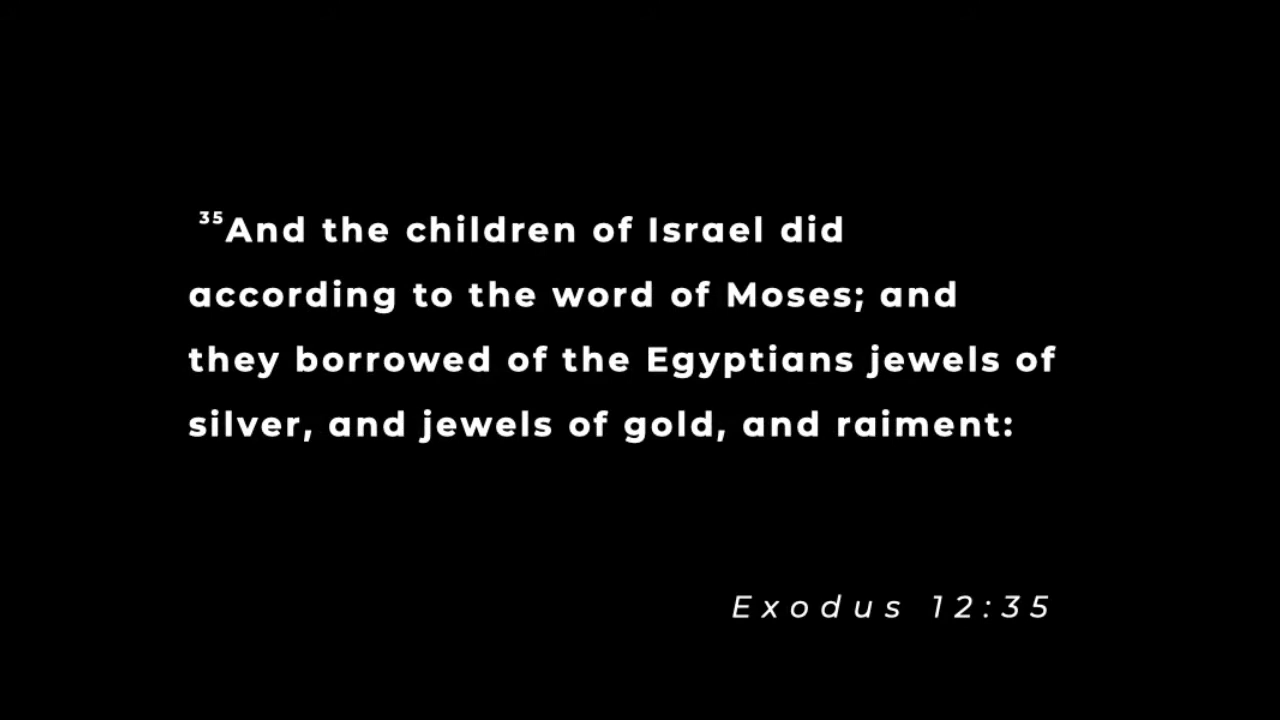 ³⁵And the children of Israel did
according to the word of Moses; and
they borrowed of the Egyptians jewels of
silver, and jewels of gold, and raiment:
Exodus 12:35